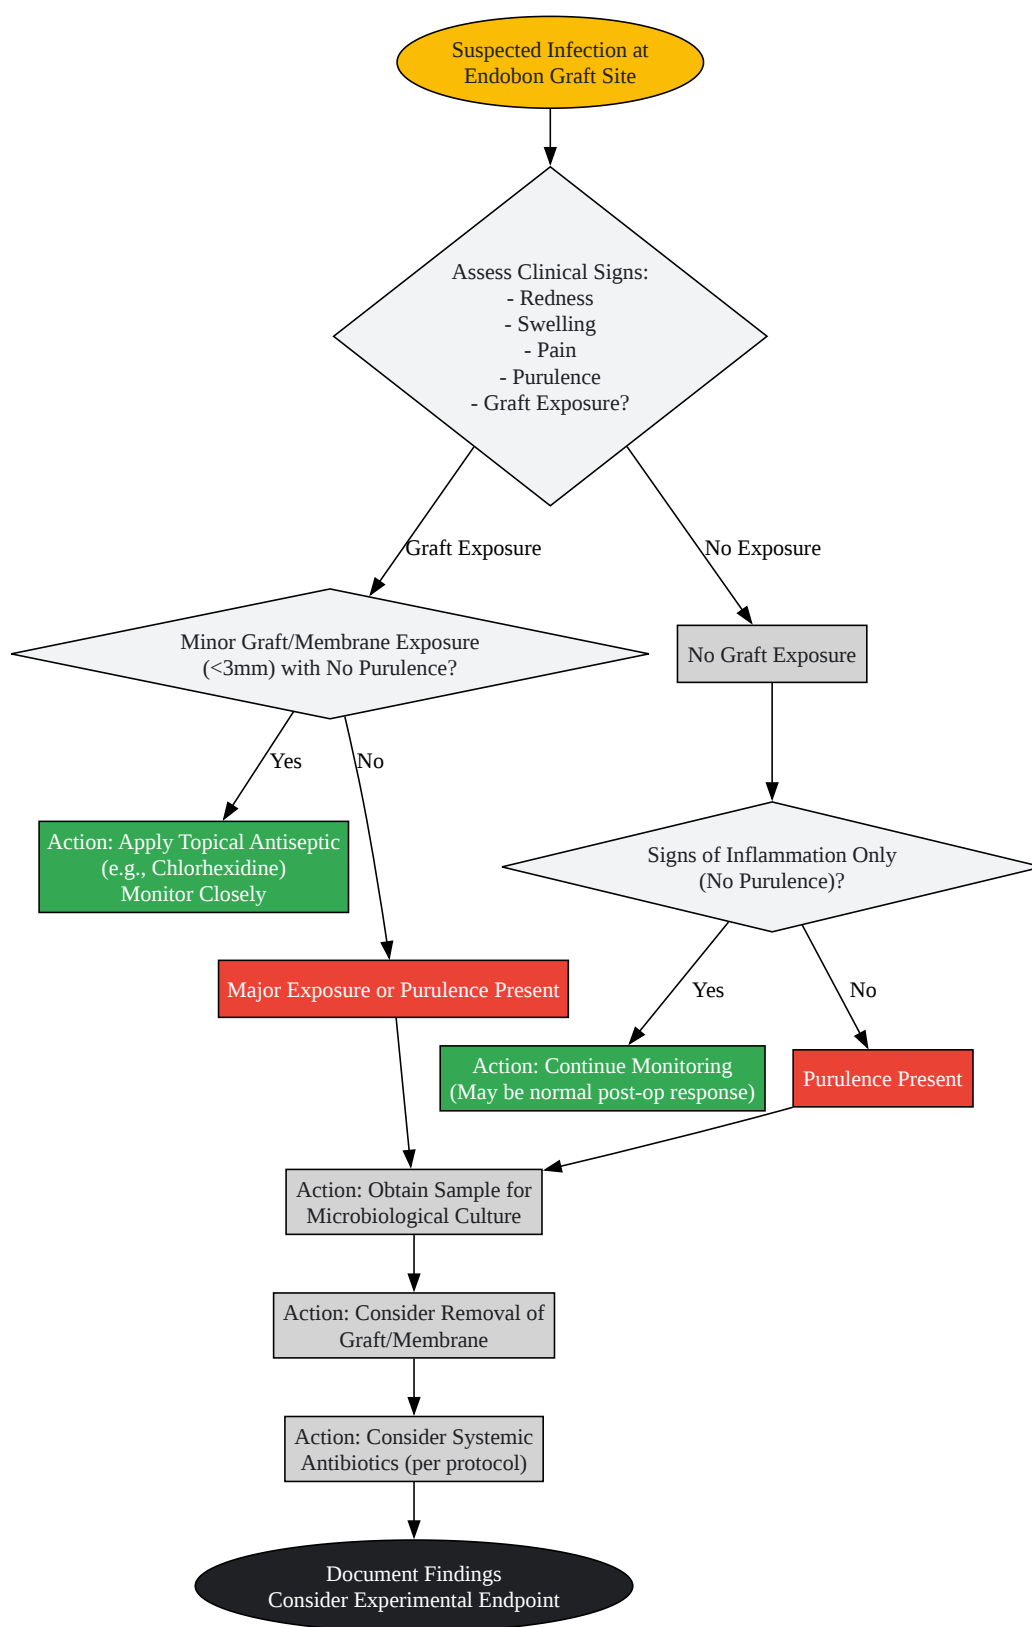 Suspected Infection at
Endobon Graft Site
Assess Clinical Signs:
- Redness
- Swelling
- Pain
- Purulence
- Graft Exposure?
Graft Exposure
No Exposure
Minor Graft/Membrane Exposure
(<3mm) with No Purulence?
No Graft Exposure
Yes
No
Action: Apply Topical Antiseptic
(e.g., Chlorhexidine)
Monitor Closely
Signs of Inflammation Only
(No Purulence)?
Major Exposure or Purulence Present
Yes
No
Action: Continue Monitoring
(May be normal post-op response)
Purulence Present
Action: Obtain Sample for
Microbiological Culture
Action: Consider Removal of
Graft/Membrane
Action: Consider Systemic
Antibiotics (per protocol)
Document Findings
Consider Experimental Endpoint